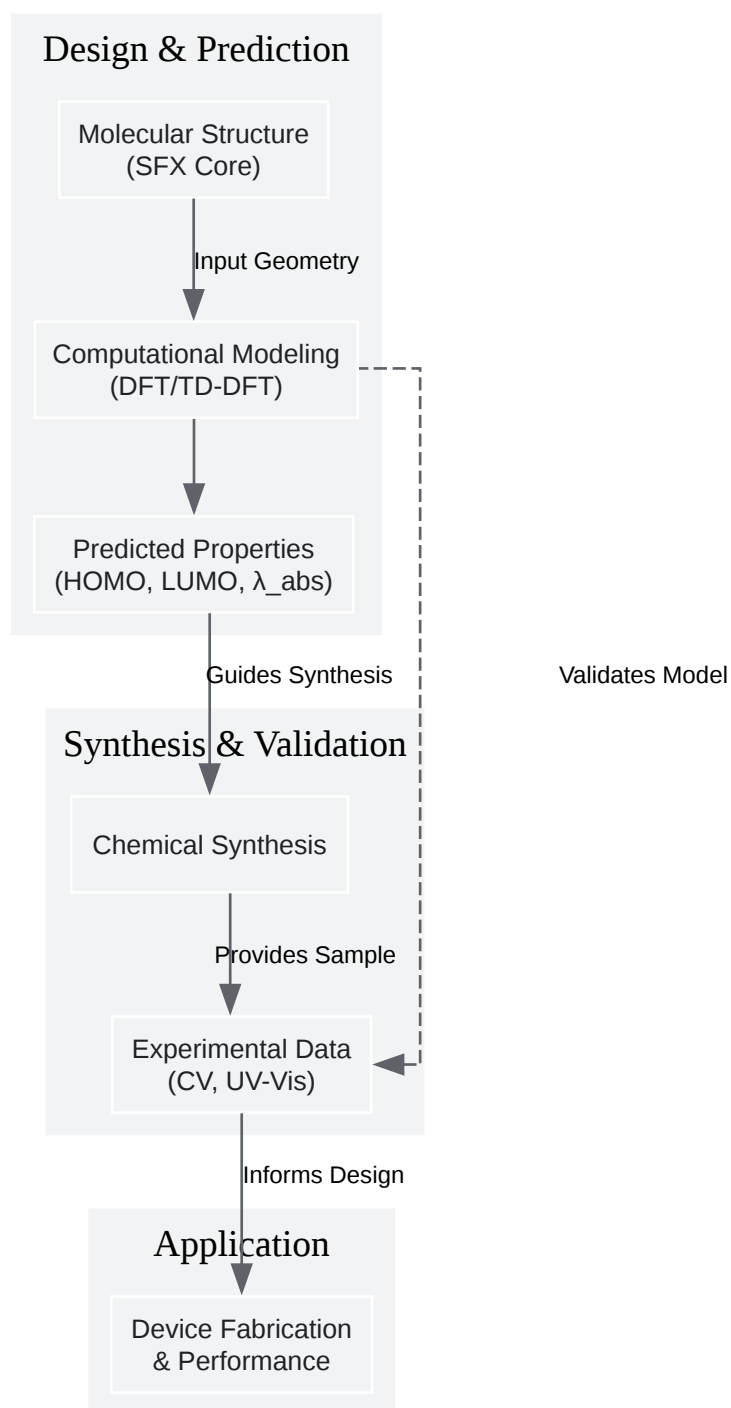 Design & Prediction
Molecular Structure
(SFX Core)
Input Geometry
Computational Modeling
(DFT/TD-DFT)
Predicted Properties
(HOMO, LUMO, λ_abs)
Guides Synthesis
Validates Model
Synthesis & Validation
Chemical Synthesis
Provides Sample
Experimental Data
(CV, UV-Vis)
Informs Design
Application
Device Fabrication
& Performance